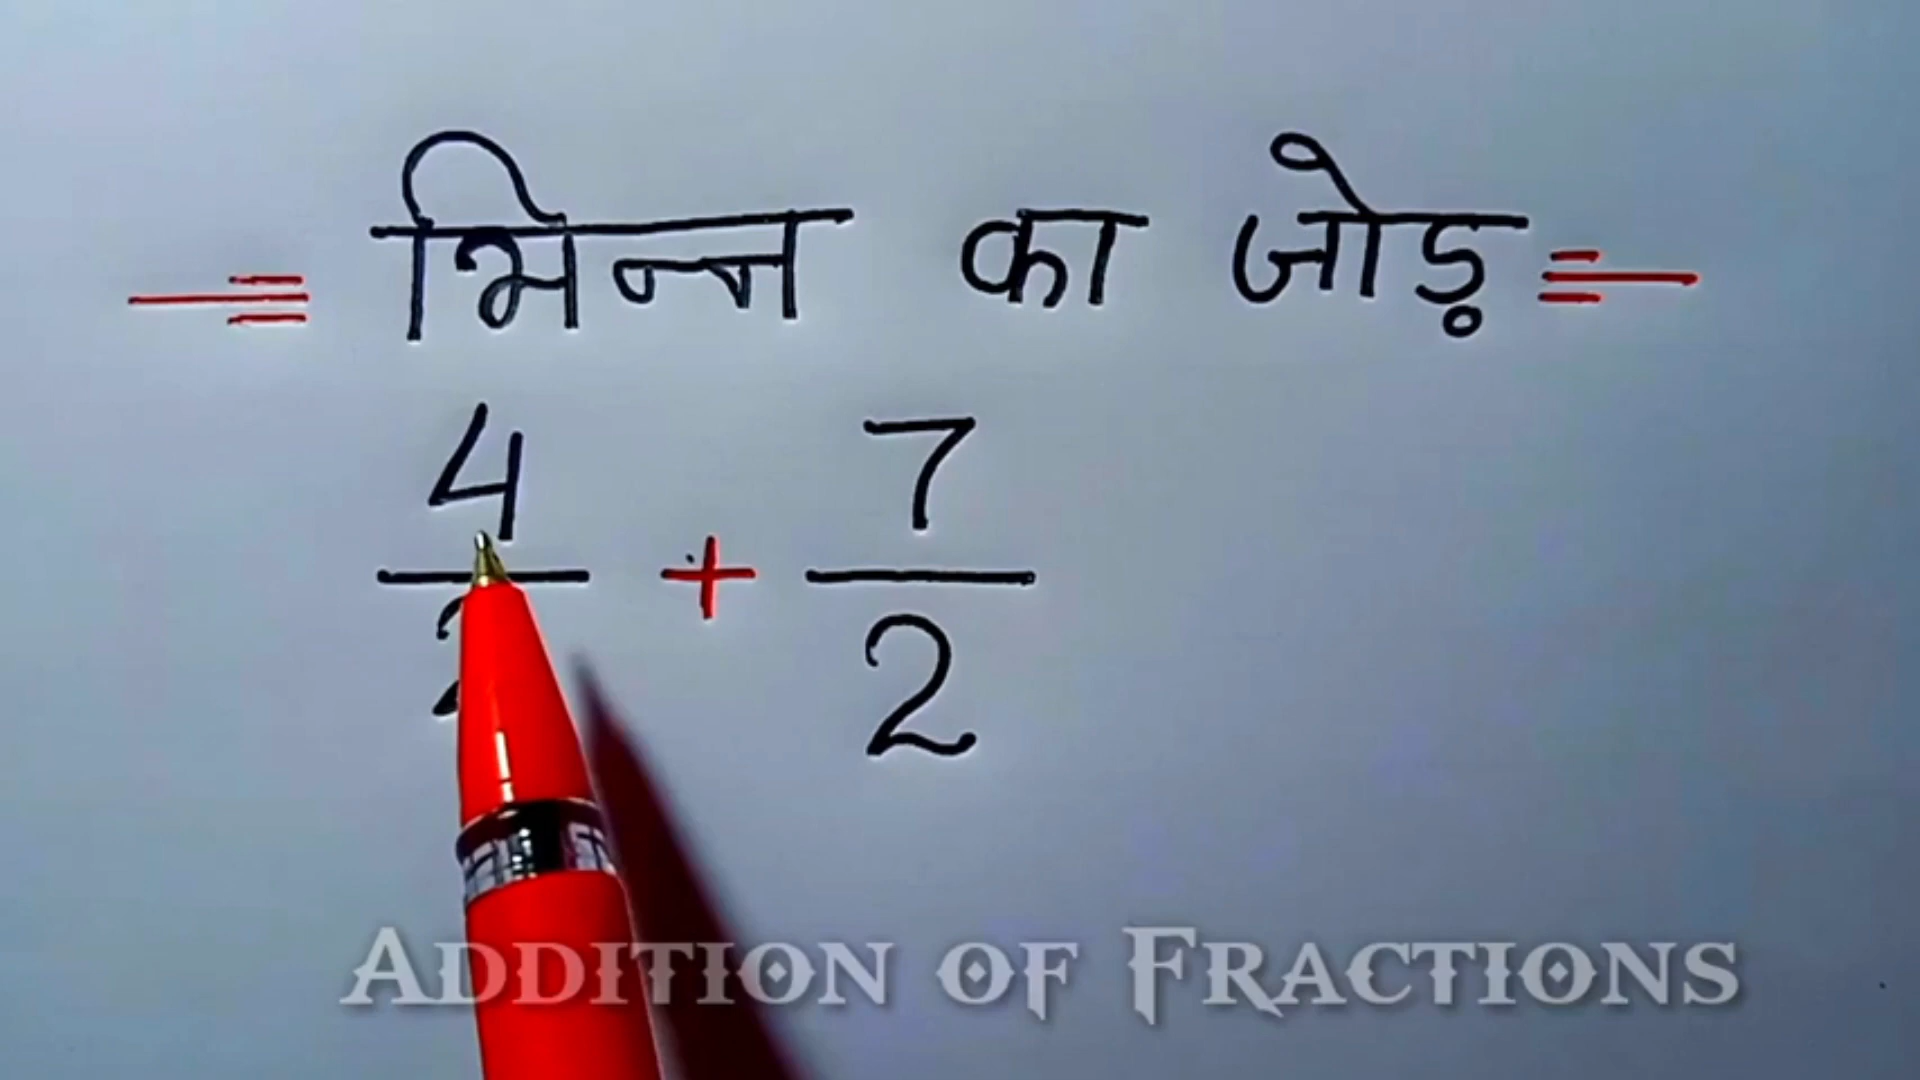 भिन्न का जोड़
4/ + 7/2
Addition of Fractions